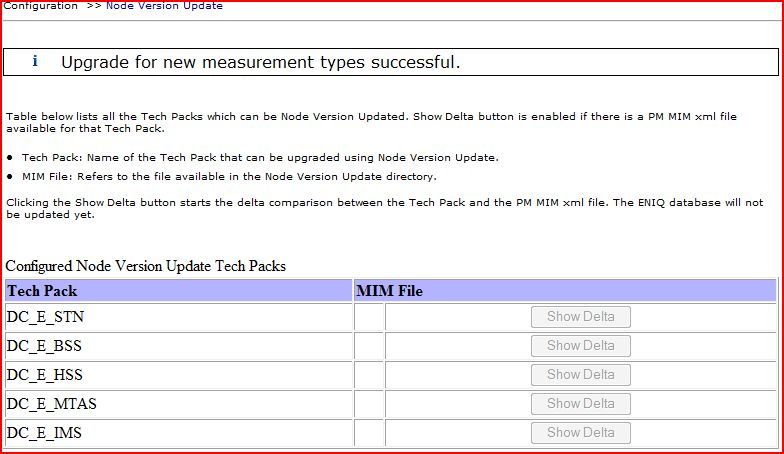 Configuration >> Node Version Update
i Upgrade for new measurement types successful.
Table below lists all the Tech Packs which can be Node Version Updated. Show Delta button is enabled if there is a PM MIM xml file
available for that Tech Pack.
• Tech Pack: Name of the Tech Pack that can be upgraded using Node Version Update.
• MIM File: Refers to the file available in the Node Version Update directory.
Clicking the Show Delta button starts the delta comparison between the Tech Pack and the PM MIM xml file. The ENIQ database will not
be updated yet.
Configured Node Version Update Tech Packs
Tech Pack MIM File
DC_E_STN Show Delta
DC_E_BSS Show Delta
DC_E_HSS Show Delta
DC_E_MTAS Show Delta
DC_E_IMS Show Delta